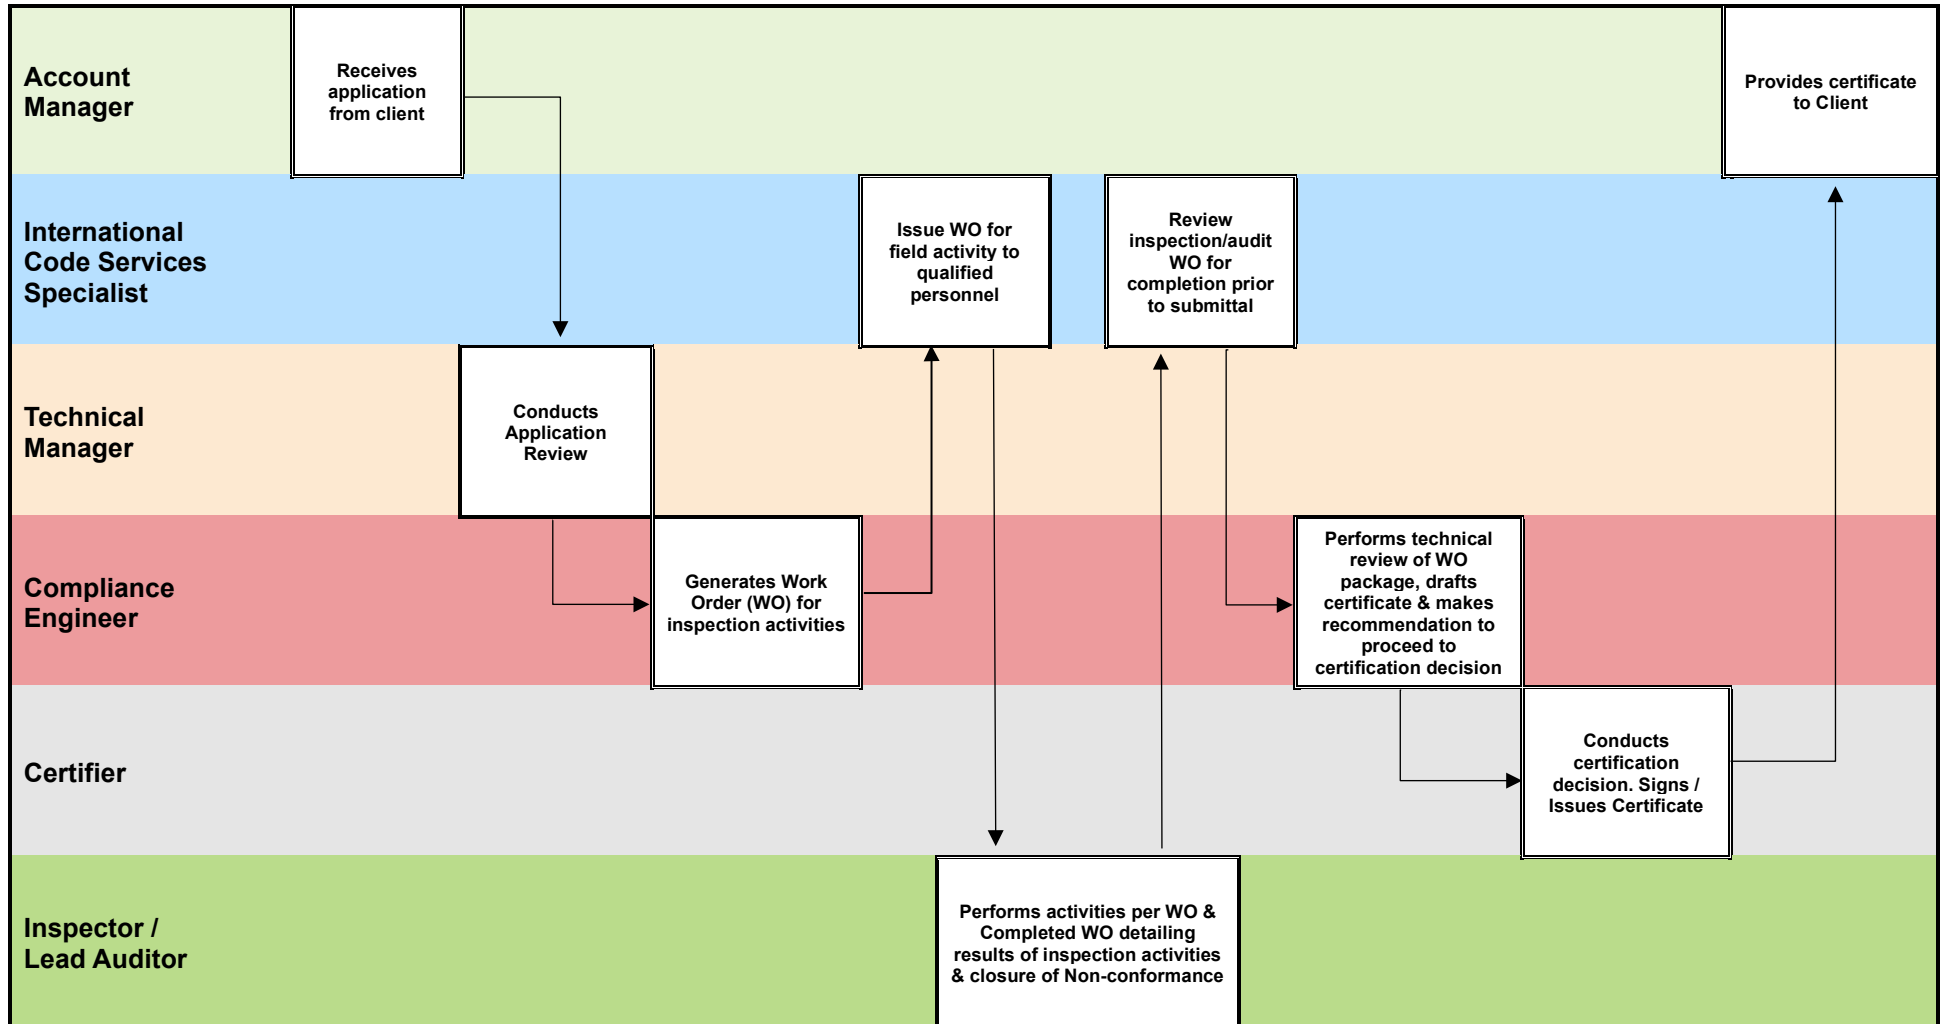 Account
Manager
Receives
application
from client
Provides certificate
to Client
International
Code Services
Specialist
Issue WO for
field activity to
qualified
personnel
Review
inspection/audit
WO for
completion prior
to submittal
Technical
Manager
Conducts
Application
Review
Compliance
Engineer
Generates Work
Order (WO) for
inspection activities
Performs technical
review of WO
package, drafts
certificate & makes
recommendation to
proceed to
certification decision
Certifier
Conducts
certification
decision. Signs /
Issues Certificate
Inspector /
Lead Auditor
Performs activities per WO &
Completed WO detailing
results of inspection activities
& closure of Non-conformance